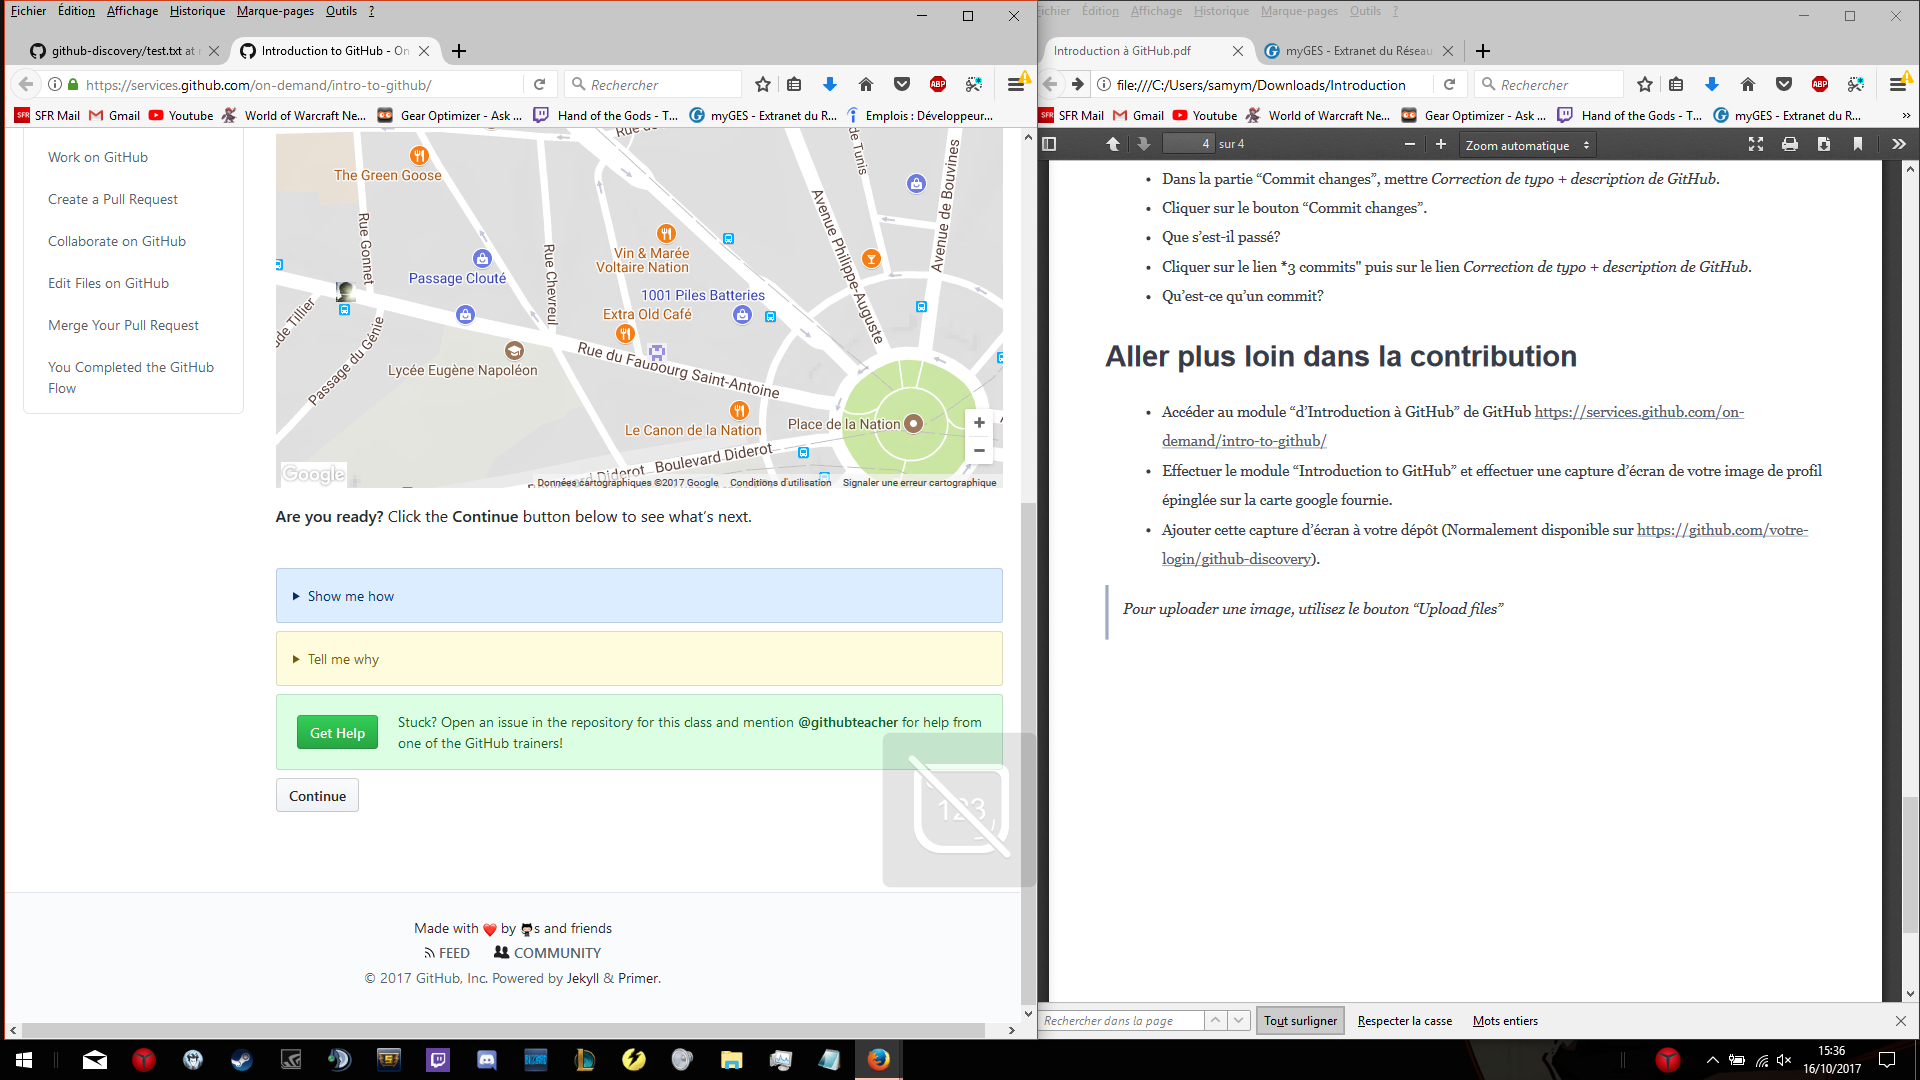 Fichier Édition Affichage Historique Marque-pages Outils ?
github-discovery/test.txt at
Introduction to GitHub - On
https://services.github.com/on-demand/intro-to-github/
Rechercher
SFR Mail Gmail Youtube World of Warcraft Ne... Gear Optimizer - Ask ... Hand of the Gods - T... myGES - Extranet du R... Emplois : Développeur...
Work on GitHub
Create a Pull Request
Collaborate on GitHub
Edit Files on GitHub
Merge Your Pull Request
You Completed the GitHub
Flow
The Green Goose
Rue Gonnet
Passage Clouté
Rue Chevreul
Vin & Marée
Voltaire Nation
1001 Piles Batteries
Extra Old Café
Avenue Philippe-Auguste
de Tunis
Avenue de Bouvines
de Tillier
Passage du Génie
Lycée Eugène Napoléon
Rue du Faubourg Saint-Antoine
Le Canon de la Nation
Place de la Nation
Boulevard Diderot
Diderot
Google
Données cartographiques ©2017 Google Conditions d'utilisation Signaler une erreur cartographique
Are you ready? Click the Continue button below to see what's next.
Show me how
Tell me why
Get Help
Stuck? Open an issue in the repository for this class and mention @githubteacher for help from
one of the GitHub trainers!
Continue
123
Made with ❤ by s and friends
FEED COMMUNITY
© 2017 GitHub, Inc. Powered by Jekyll & Primer.
Fichier Édition Affichage Historique Marque-pages Outils ?
Introduction à GitHub.pdf
myGES - Extranet du Réseau
file:///C:/Users/samym/Downloads/Introduction
Rechercher
SFR Mail Gmail Youtube World of Warcraft Ne... Gear Optimizer - Ask ... Hand of the Gods - T... myGES - Extranet du R...
4 sur 4
Zoom automatique
• Dans la partie “Commit changes”, mettre Correction de typo + description de GitHub.
• Cliquer sur le bouton “Commit changes”.
• Que s’est-il passé?
• Cliquer sur le lien *3 commits" puis sur le lien Correction de typo + description de GitHub.
• Qu’est-ce qu’un commit?
Aller plus loin dans la contribution
• Accéder au module “d’Introduction à GitHub” de GitHub https://services.github.com/on-
demand/intro-to-github/
• Effectuer le module “Introduction to GitHub” et effectuer une capture d’écran de votre image de profil
épinglée sur la carte google fournie.
• Ajouter cette capture d’écran à votre dépôt (Normalement disponible sur https://github.com/votre-
login/github-discovery).
Pour uploader une image, utilisez le bouton “Upload files”
Rechercher dans la page
Tout surligner Respecter la casse Mots entiers
15:36
16/10/2017